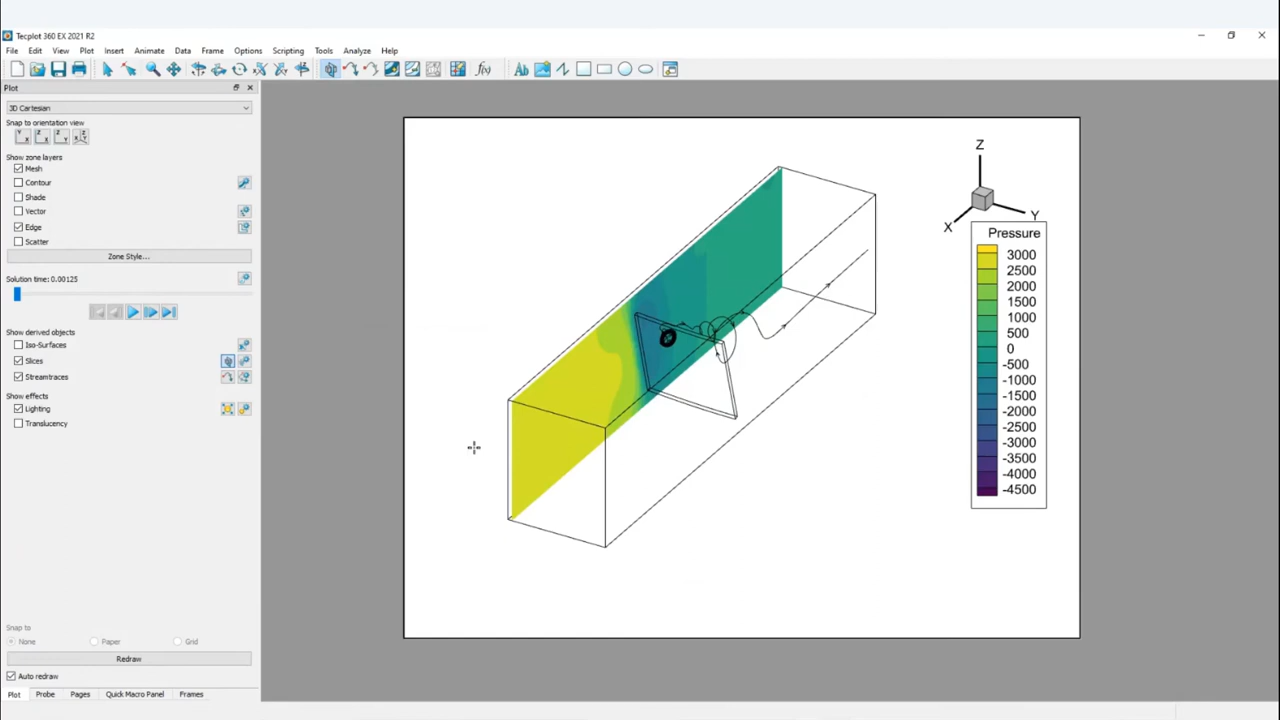 Tecplot 360 EX 2021 R2
File Edit View Plot Insert Animate Data Frame Options Scripting Tools Analyze Help
f(x) Ab
Plot
3D Cartesian
Snap to orientation view
Show zone layers
Mesh
Contour
Shade
Vector
Edge
Scatter
Zone Style...
Solution time: 0.00125
Show derived objects
Iso-Surfaces
Slices
Streamtraces
Show effects
Lighting
Translucency
Snap to
None Paper Grid
Redraw
Auto redraw
Plot Probe Pages Quick Macro Panel Frames
Z
X
Y
Pressure
3000
2500
2000
1500
1000
500
0
-500
-1000
-1500
-2000
-2500
-3000
-3500
-4000
-4500